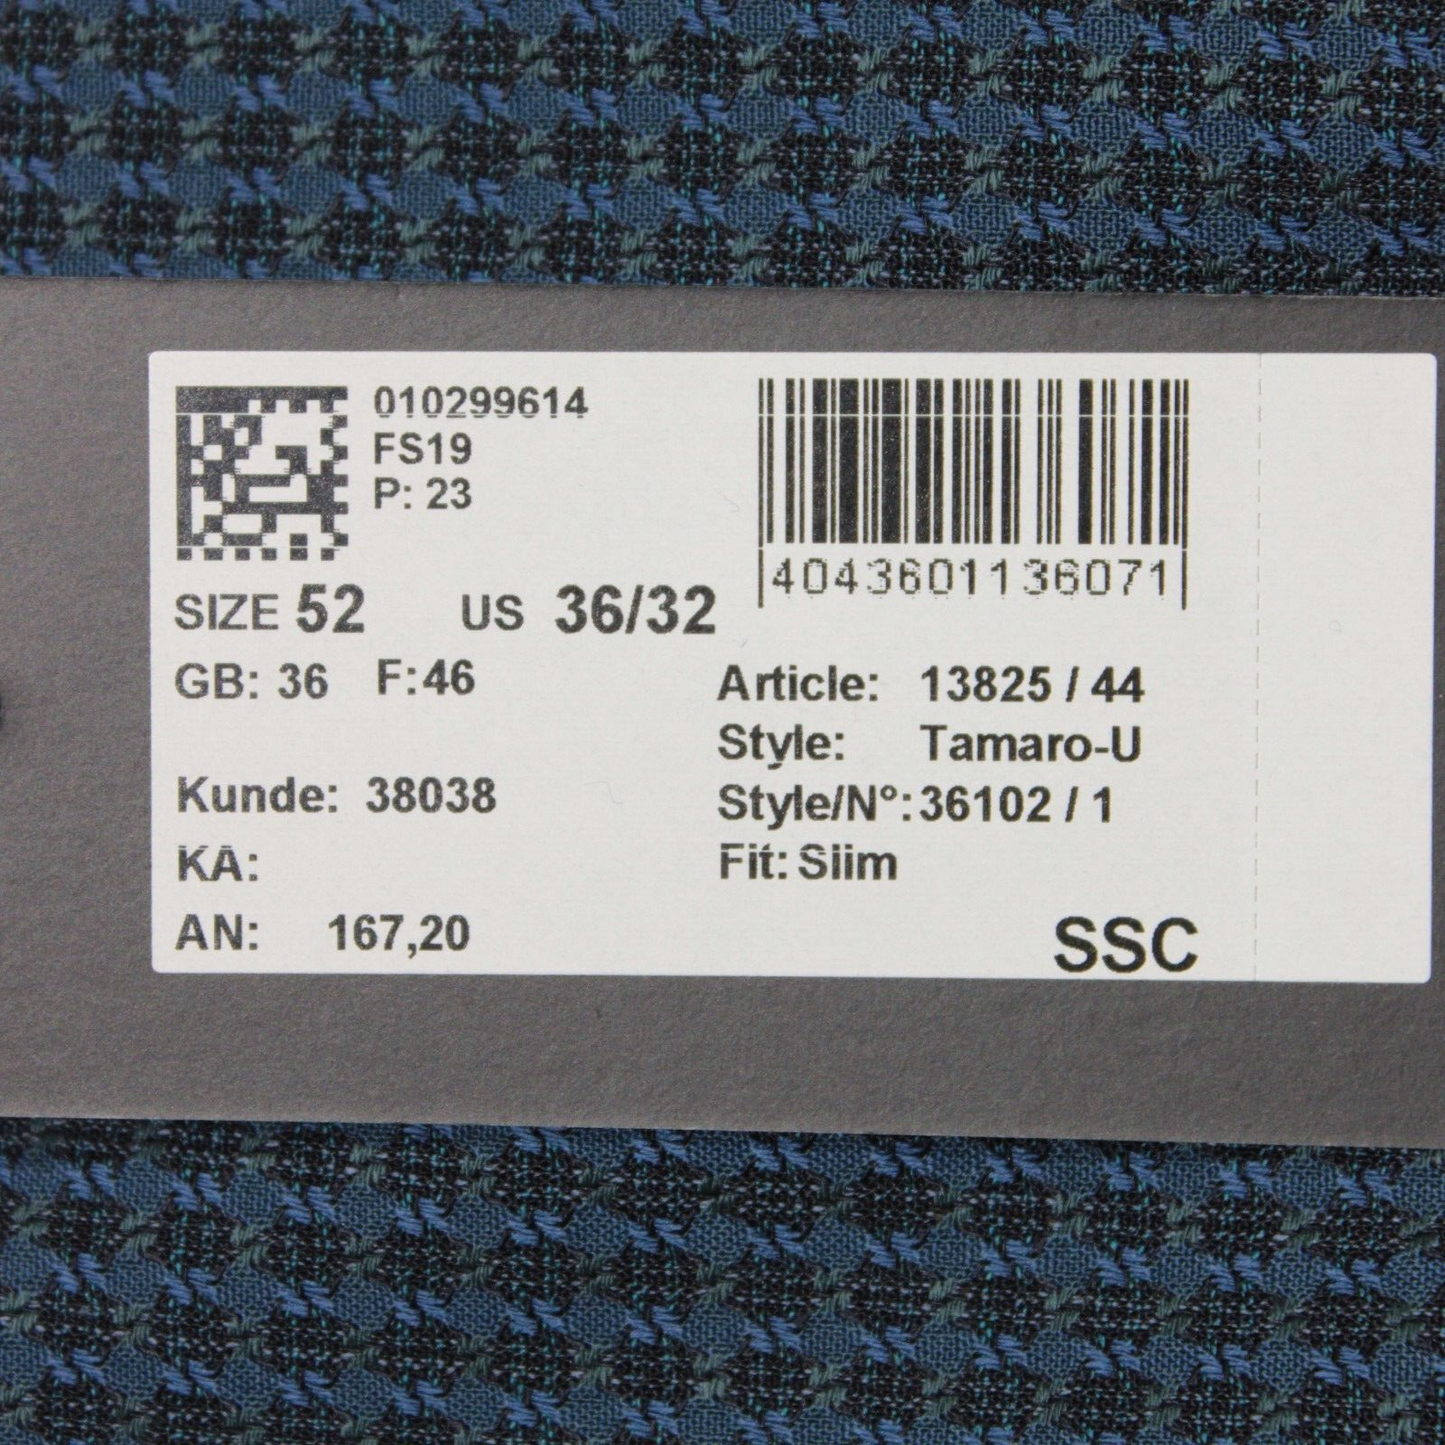 010299614
FS19
P: 23
4043601136071
SIZE 52 US 36/32
GB: 36 F:46
Article: 13825 / 44
Style: Tamaro-U
Kunde: 38038
Style/N°:36102 / 1
KA:
Fit: Slim
AN: 167,20
SSC